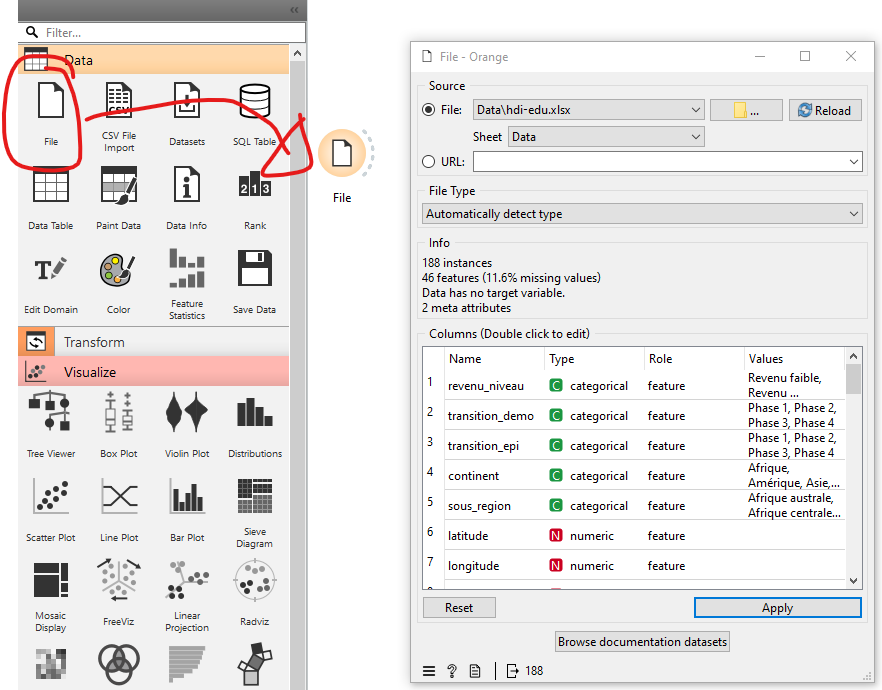 «
Filter...
Data
File
CSV
CSV File
Import
Datasets
SQL Table
Data Table
Paint Data
Data Info
213
Rank
Edit Domain
Color
Feature
Statistics
Save Data
Transform
Visualize
Tree Viewer
Box Plot
Violin Plot
Distributions
Scatter Plot
Line Plot
Bar Plot
Sieve
Diagram
Mosaic
Display
FreeViz
Linear
Projection
Radviz
File
File - Orange
Source
File: Data\hdi-edu.xlsx ... Reload
Sheet Data
URL:
File Type
Automatically detect type
Info
188 instances
46 features (11.6% missing values)
Data has no target variable.
2 meta attributes
Columns (Double click to edit)
Name Type Role Values
1 revenu_niveau C categorical feature Revenu faible,
Revenu ...
2 transition_demo C categorical feature Phase 1, Phase 2,
Phase 3, Phase 4
3 transition_epi C categorical feature Phase 1, Phase 2,
Phase 3, Phase 4
4 continent C categorical feature Afrique,
Amérique, Asie,...
5 sous_region C categorical feature Afrique australe,
Afrique centrale...
6 latitude N numeric feature
7 longitude N numeric feature
Reset Apply
Browse documentation datasets
? 188